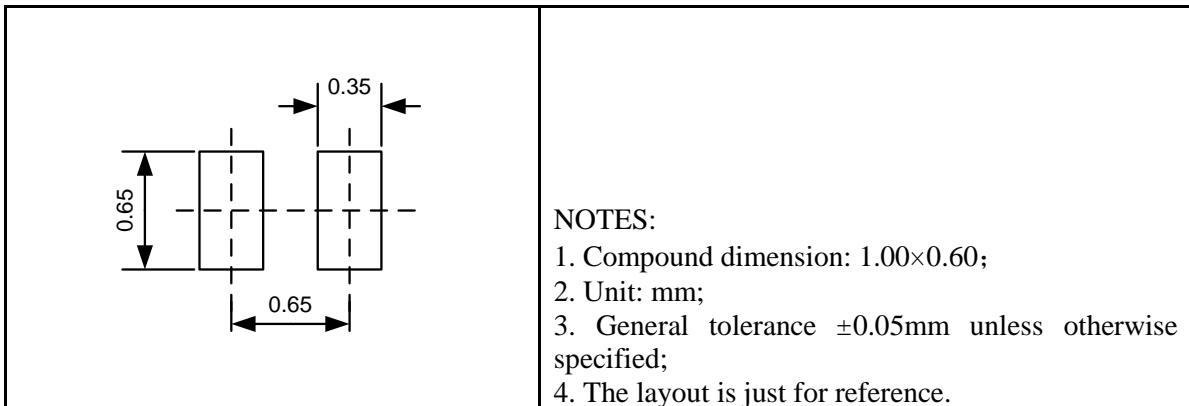 0.35
0.65
0.65
NOTES:
1. Compound dimension: 1.00×0.60；
2. Unit: mm;
3. General tolerance ±0.05mm unless otherwise
specified;
4. The layout is just for reference.